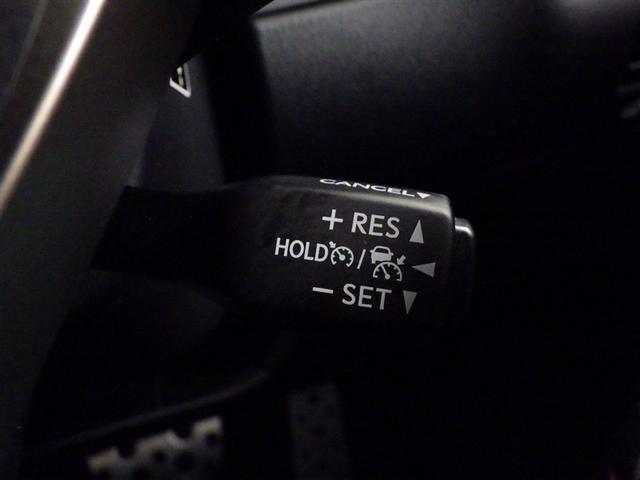 CANCEL▼
+ RES ▲
HOLD / ◀
− SET ▼